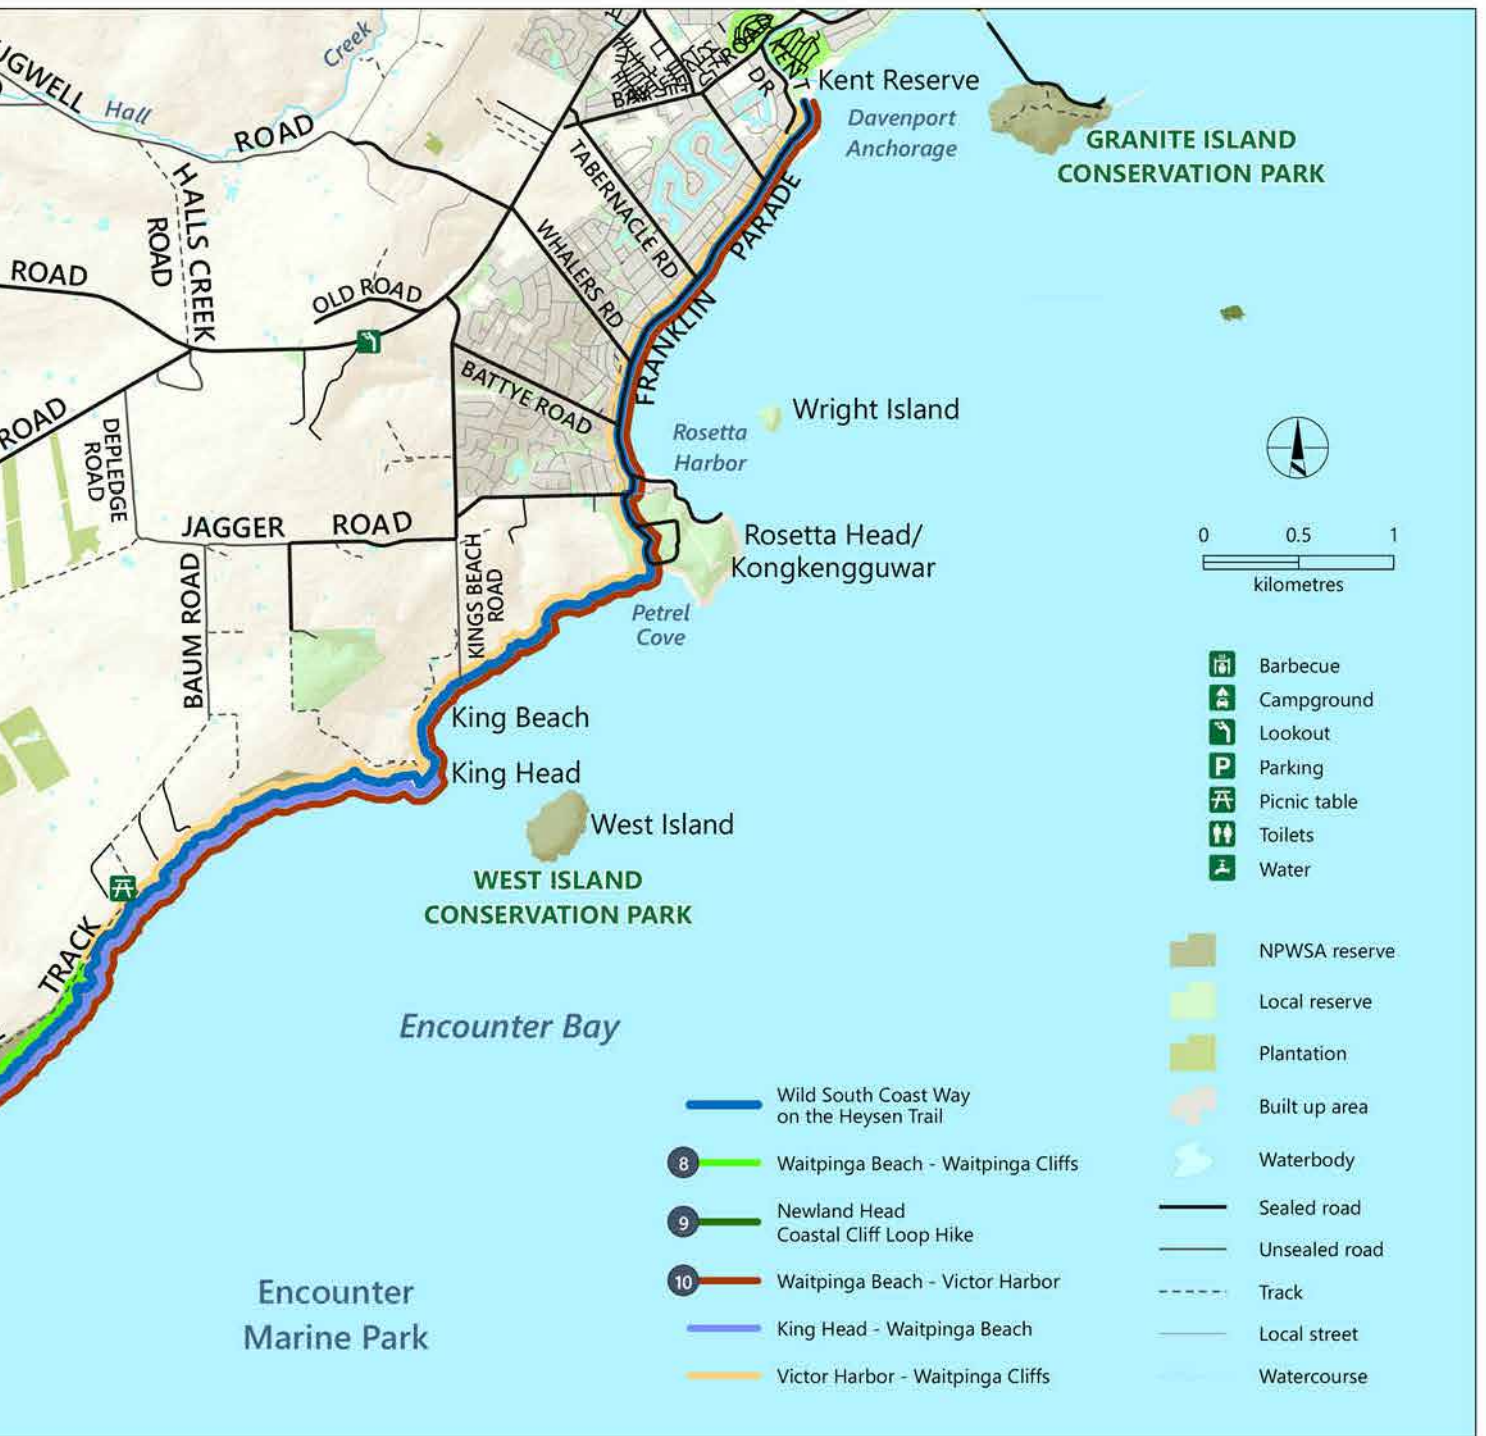 UGWELL
Hall
Creek
ROAD
HALLS CREEK
ROAD
ROAD
ROAD
OLD ROAD
TABERNACLE RD
WHALERS RD
BATTYE ROAD
ROAD
KENT
DR
FRANKLIN PARADE
DEPLEDGE
ROAD
JAGGER ROAD
BAUM ROAD
KINGS BEACH
ROAD
TRACK
Kent Reserve
Davenport
Anchorage
GRANITE ISLAND
CONSERVATION PARK
Wright Island
Rosetta
Harbor
Rosetta Head/
Kongkengguwar
Petrel
Cove
King Beach
King Head
West Island
WEST ISLAND
CONSERVATION PARK
Encounter Bay
Encounter
Marine Park
0 0.5 1
kilometres
Barbecue
Campground
Lookout
P Parking
Picnic table
Toilets
Water
NPWSA reserve
Local reserve
Plantation
Built up area
Waterbody
Sealed road
Unsealed road
Track
Local street
Watercourse
Wild South Coast Way
on the Heysen Trail
8 Waitpinga Beach - Waitpinga Cliffs
9 Newland Head
Coastal Cliff Loop Hike
10 Waitpinga Beach - Victor Harbor
King Head - Waitpinga Beach
Victor Harbor - Waitpinga Cliffs